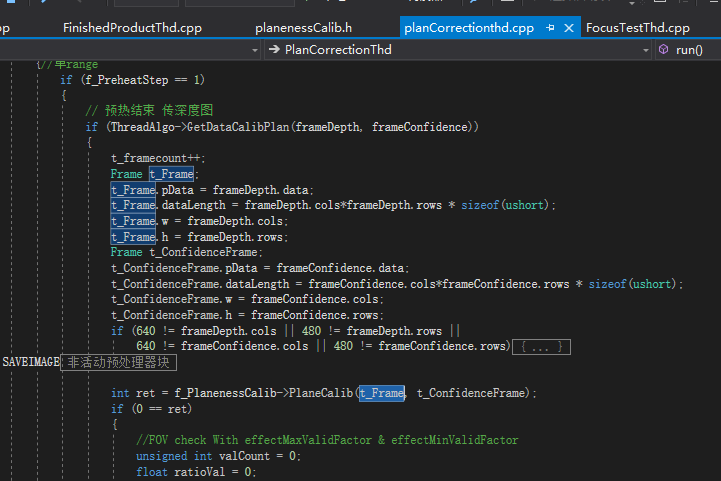 pp FinishedProductThd.cpp planenessCalib.h planCorrectionthd.cpp FocusTestThd.cpp
PlanCorrectionThd run()
{//单range
if (f_PreheatStep == 1)
{
// 预热结束 传深度图
if (ThreadAlgo->GetDataCalibPlan(frameDepth, frameConfidence))
{
t_framecount++;
Frame t_Frame;
t_Frame.pData = frameDepth.data;
t_Frame.dataLength = frameDepth.cols*frameDepth.rows * sizeof(ushort);
t_Frame.w = frameDepth.cols;
t_Frame.h = frameDepth.rows;
Frame t_ConfidenceFrame;
t_ConfidenceFrame.pData = frameConfidence.data;
t_ConfidenceFrame.dataLength = frameConfidence.cols*frameConfidence.rows * sizeof(ushort);
t_ConfidenceFrame.w = frameConfidence.cols;
t_ConfidenceFrame.h = frameConfidence.rows;
if (640 != frameDepth.cols || 480 != frameDepth.rows ||
640 != frameConfidence.cols || 480 != frameConfidence.rows) { ... }
SAVEIMAGE 非活动预处理器块
int ret = f_PlanenessCalib->PlaneCalib(t_Frame, t_ConfidenceFrame);
if (0 == ret)
{
//FOV check With effectMaxValidFactor & effectMinValidFactor
unsigned int valCount = 0;
float ratioVal = 0;